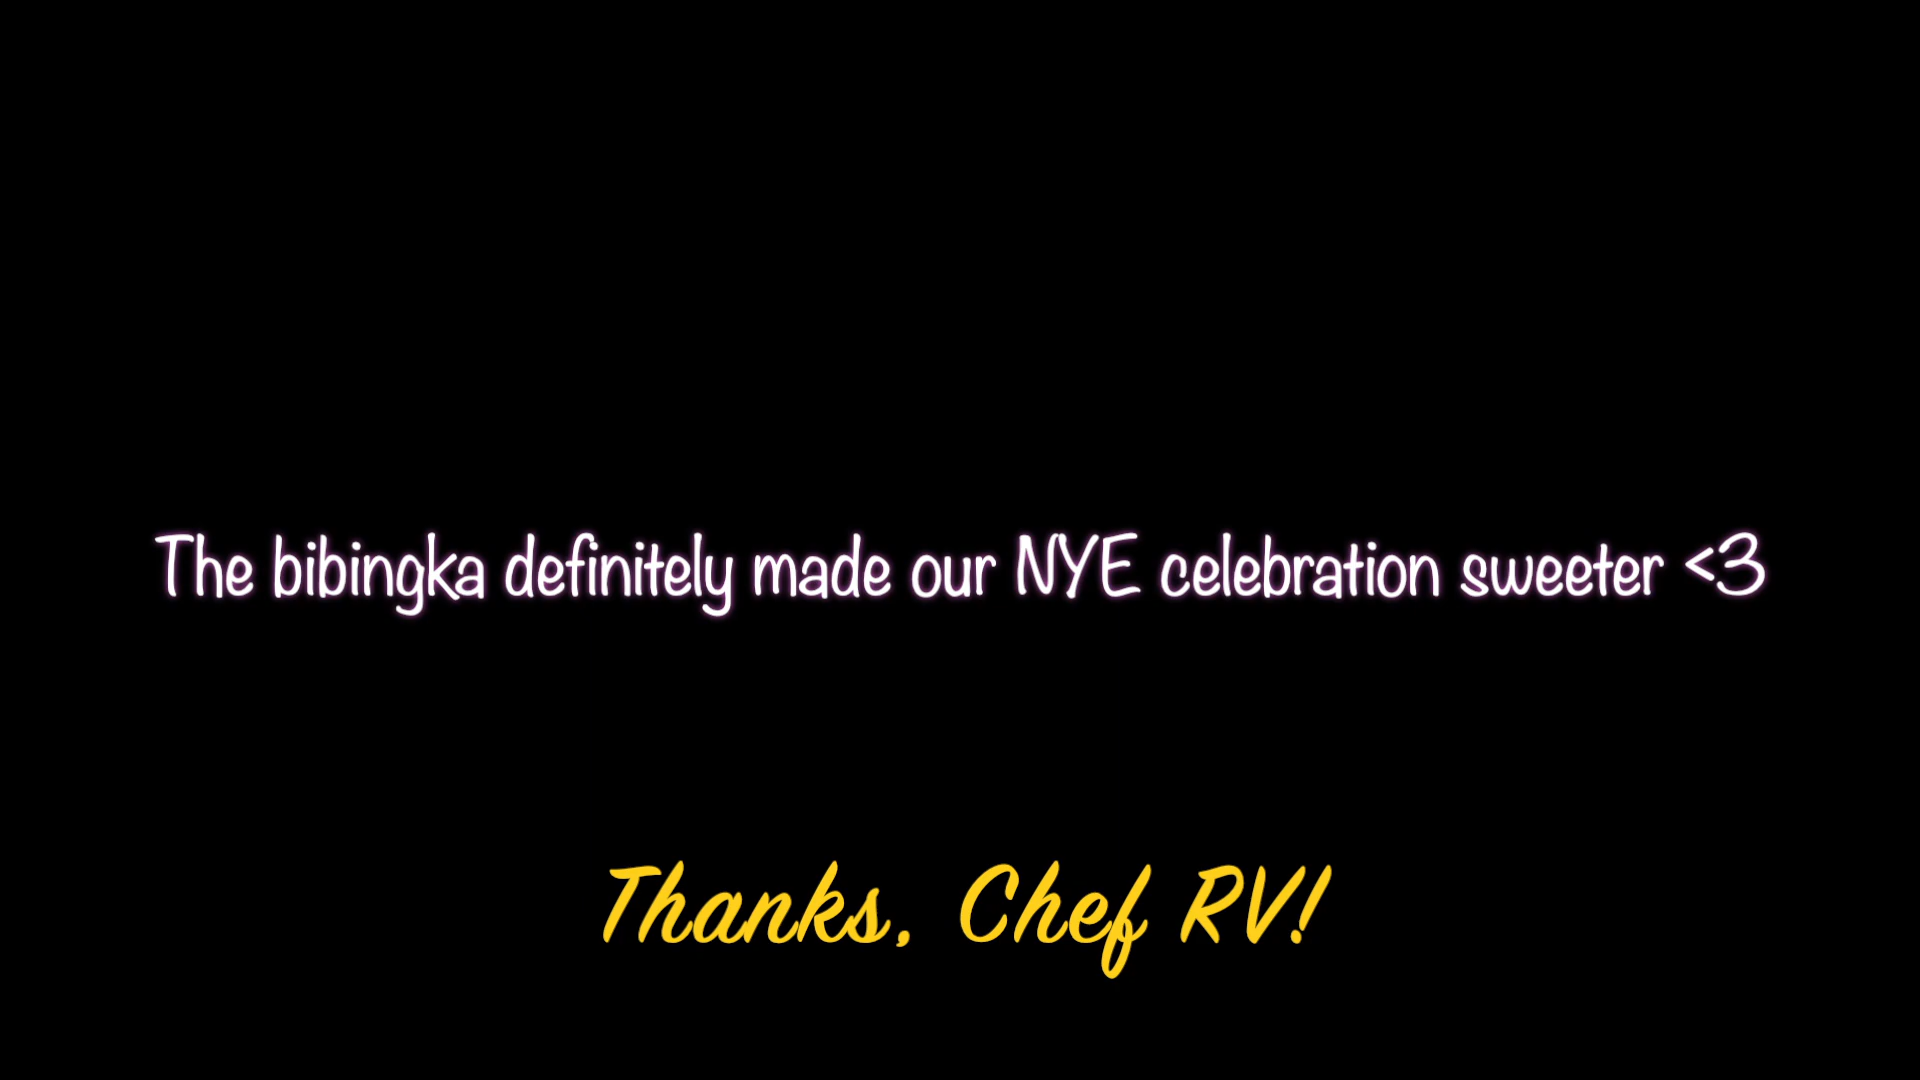 The bibingka definitely made our NYE celebration sweeter <3
Thanks, Chef RV!